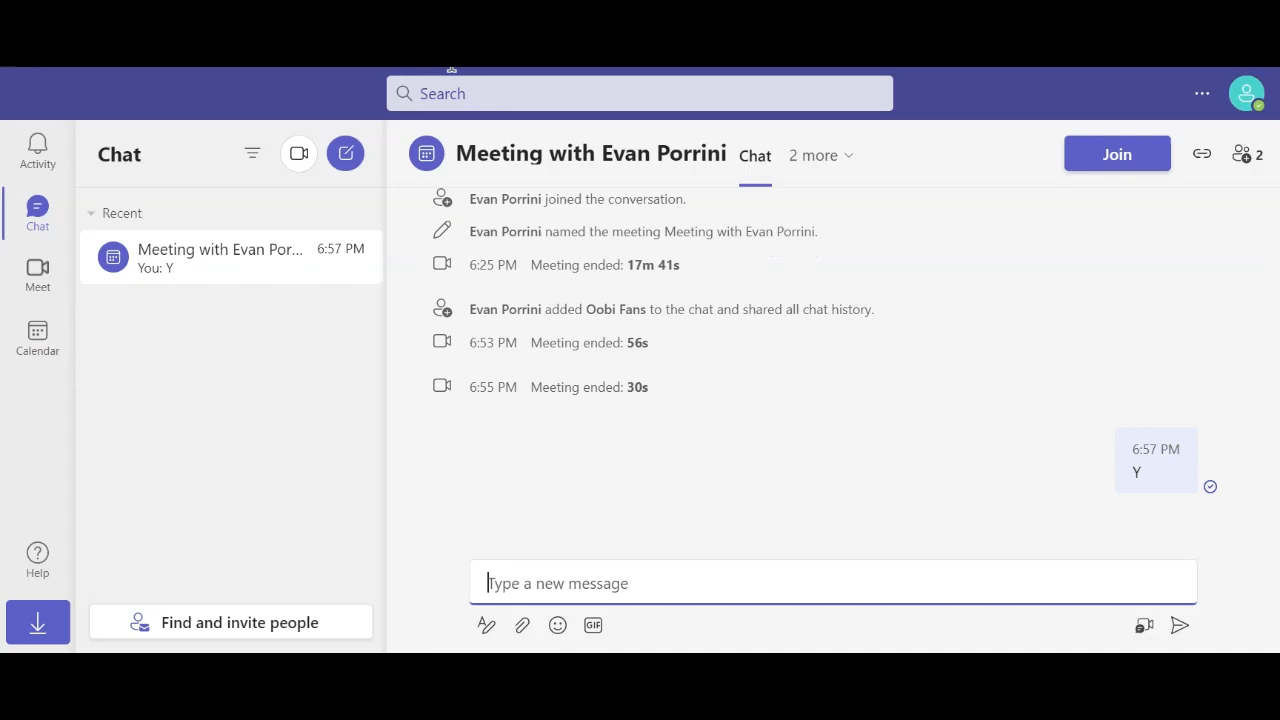 Search
Activity
Chat
Meet
Calendar
Help
Chat
Recent
Meeting with Evan Por... 6:57 PM
You: Y
Find and invite people
Meeting with Evan Porrini Chat 2 more Join 2
Evan Porrini joined the conversation.
Evan Porrini named the meeting Meeting with Evan Porrini.
6:25 PM Meeting ended: 17m 41s
Evan Porrini added Oobi Fans to the chat and shared all chat history.
6:53 PM Meeting ended: 56s
6:55 PM Meeting ended: 30s
6:57 PM
Y
Type a new message
GIF